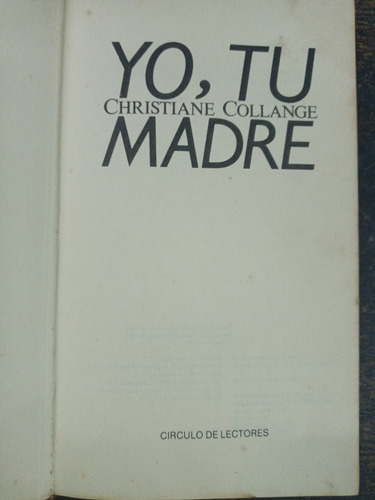 YO, TU
CHRISTIANE COLLANGE
MADRE
CIRCULO DE LECTORES